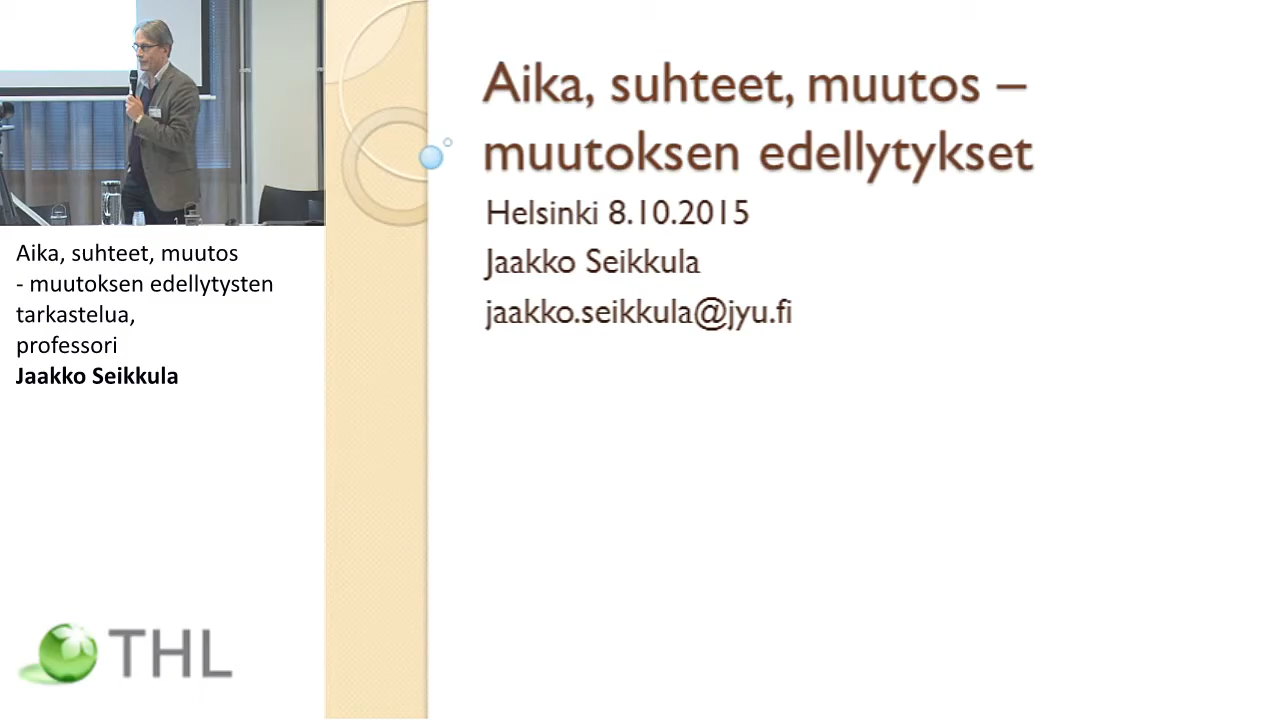 Aika, suhteet, muutos –
muutoksen edellytykset
Helsinki 8.10.2015
Jaakko Seikkula
jaakko.seikkula@jyu.fi
Aika, suhteet, muutos
- muutoksen edellytysten
tarkastelua,
professori
Jaakko Seikkula
THL